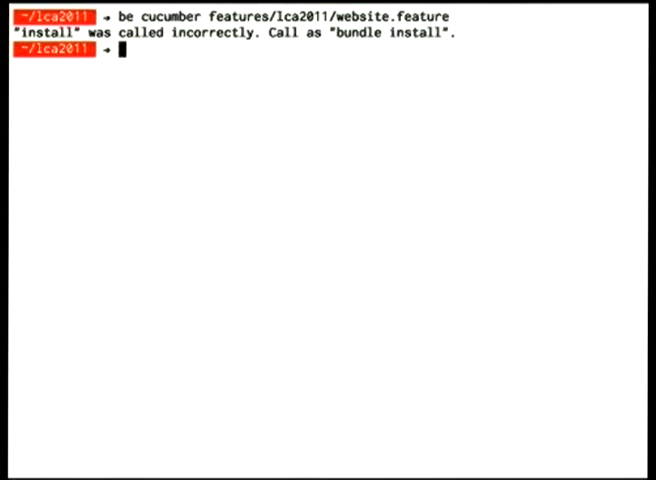 ~/lca2011 → be cucumber features/lca2011/website.feature
"install" was called incorrectly. Call as "bundle install".
~/lca2011 →